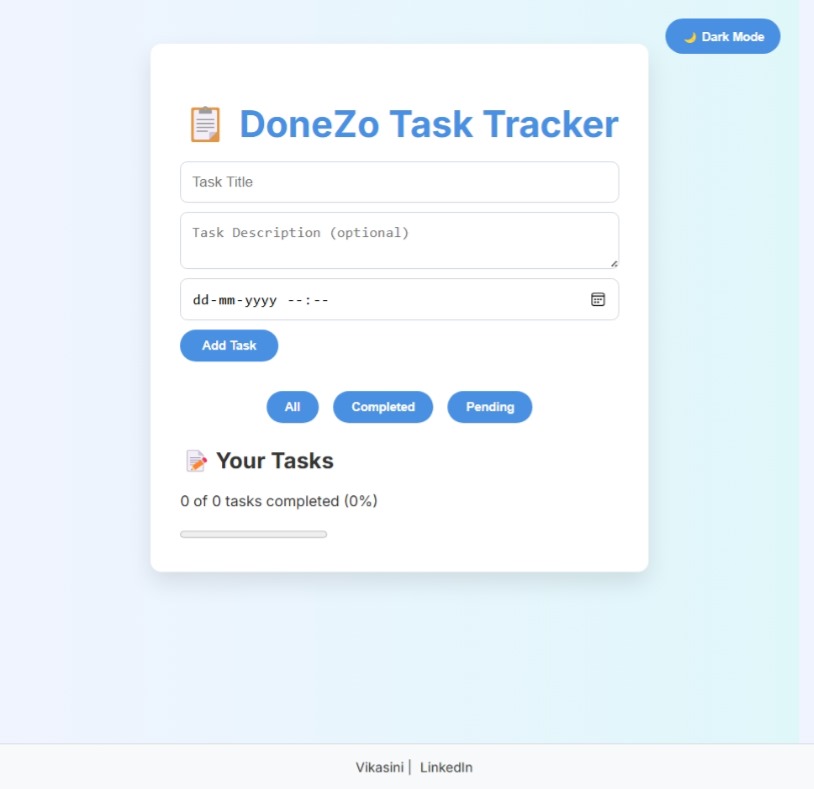 🌙 Dark Mode
📋 DoneZo Task Tracker
Task Title
Task Description (optional)
dd-mm-yyyy --:--
Add Task
All Completed Pending
📝 Your Tasks
0 of 0 tasks completed (0%)
Vikasini | LinkedIn